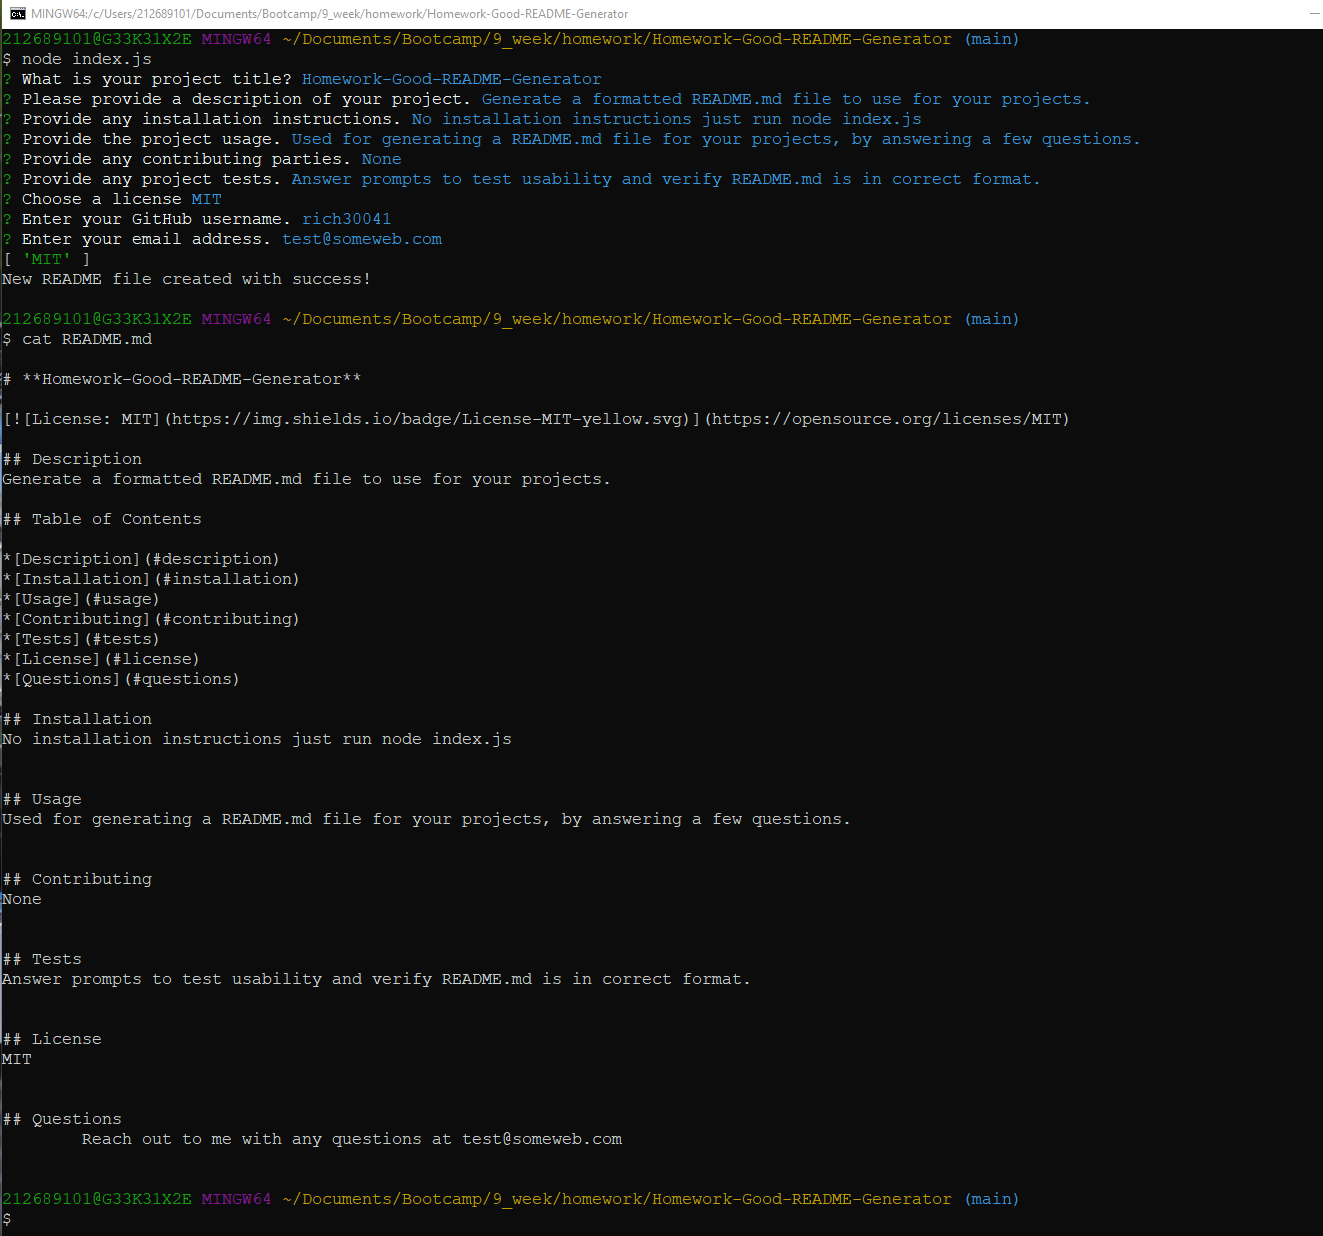 MINGW64:/c/Users/212689101/Documents/Bootcamp/9_week/homework/Homework-Good-README-Generator
212689101@G33K31X2E MINGW64 ~/Documents/Bootcamp/9_week/homework/Homework-Good-README-Generator (main)
$ node index.js
? What is your project title? Homework-Good-README-Generator
? Please provide a description of your project. Generate a formatted README.md file to use for your projects.
? Provide any installation instructions. No installation instructions just run node index.js
? Provide the project usage. Used for generating a README.md file for your projects, by answering a few questions.
? Provide any contributing parties. None
? Provide any project tests. Answer prompts to test usability and verify README.md is in correct format.
? Choose a license MIT
? Enter your GitHub username. rich30041
? Enter your email address. test@someweb.com
[ 'MIT' ]
New README file created with success!
212689101@G33K31X2E MINGW64 ~/Documents/Bootcamp/9_week/homework/Homework-Good-README-Generator (main)
$ cat README.md
# **Homework-Good-README-Generator**
[![License: MIT](https://img.shields.io/badge/License-MIT-yellow.svg)](https://opensource.org/licenses/MIT)
## Description
Generate a formatted README.md file to use for your projects.
## Table of Contents
*[Description](#description)
*[Installation](#installation)
*[Usage](#usage)
*[Contributing](#contributing)
*[Tests](#tests)
*[License](#license)
*[Questions](#questions)
## Installation
No installation instructions just run node index.js
## Usage
Used for generating a README.md file for your projects, by answering a few questions.
## Contributing
None
## Tests
Answer prompts to test usability and verify README.md is in correct format.
## License
MIT
## Questions
Reach out to me with any questions at test@someweb.com
212689101@G33K31X2E MINGW64 ~/Documents/Bootcamp/9_week/homework/Homework-Good-README-Generator (main)
$